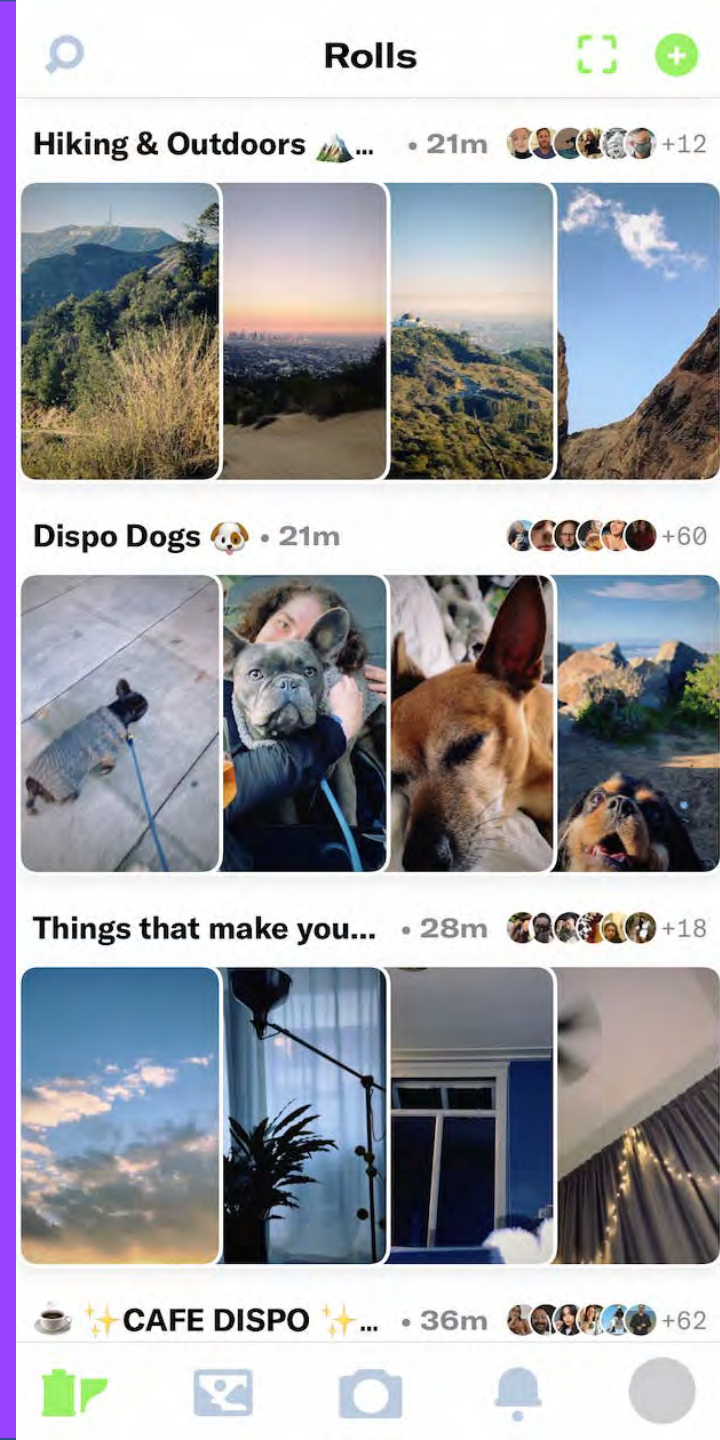 Rolls
Hiking & Outdoors 🏔️... • 21m +12
Dispo Dogs 🐶 • 21m +60
Things that make you... • 28m +18
☕ ✨CAFE DISPO ✨... • 36m +62